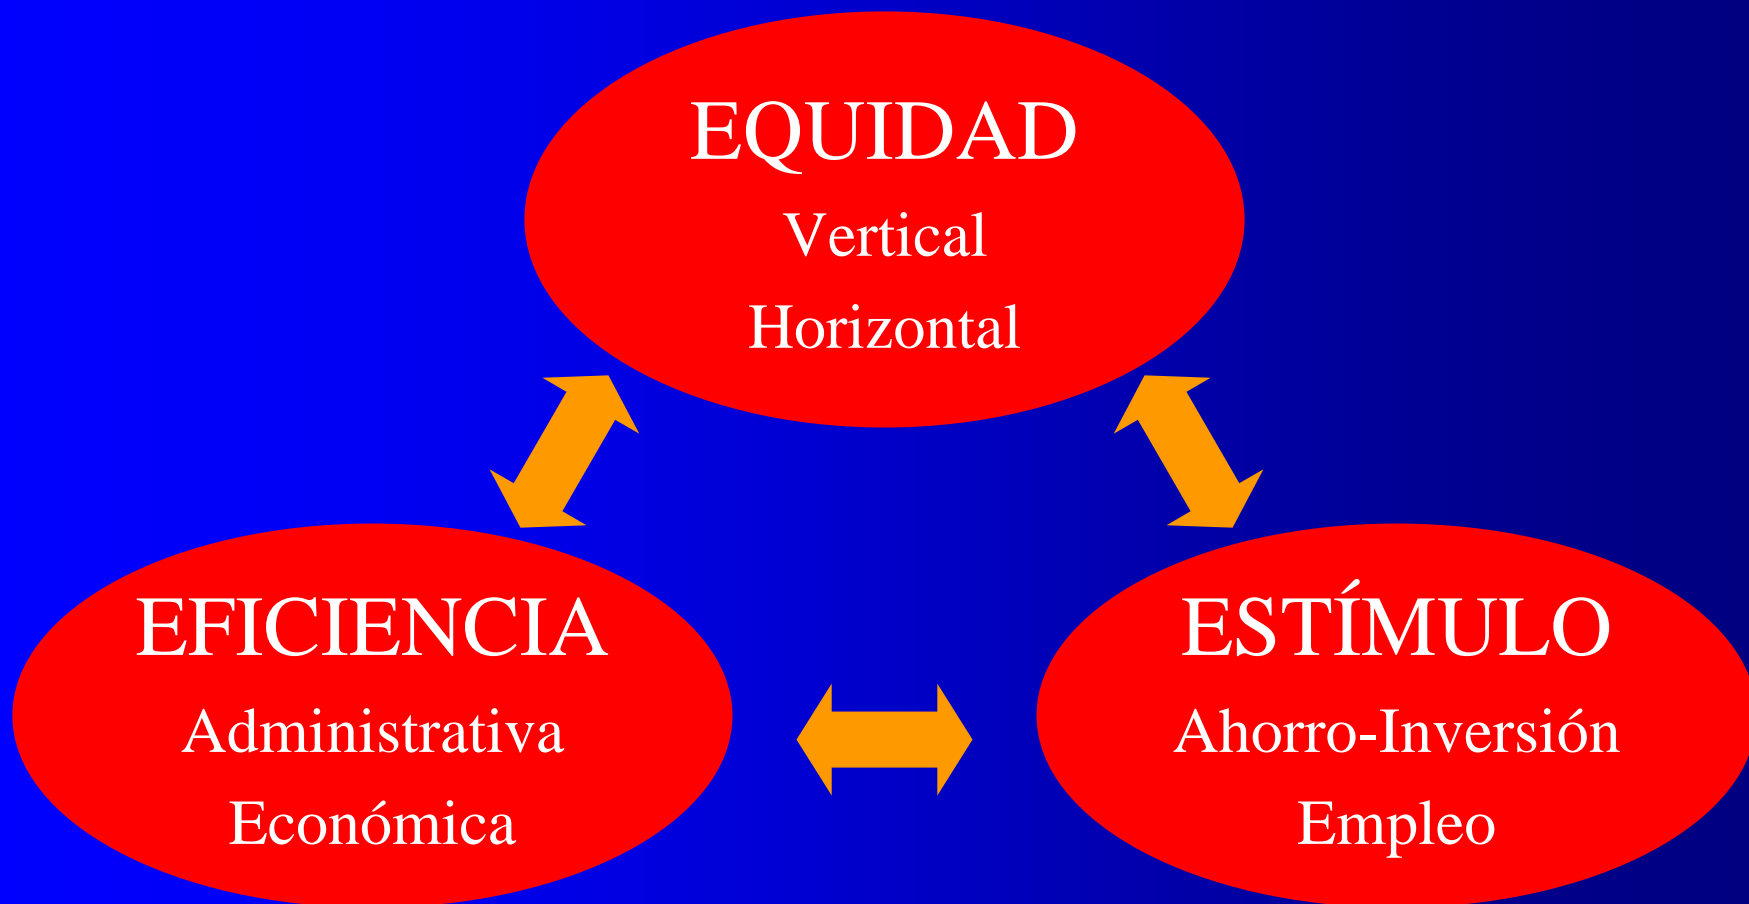 EQUIDAD
Vertical
Horizontal
EFICIENCIA
Administrativa
Económica
ESTÍMULO
Ahorro-Inversión
Empleo